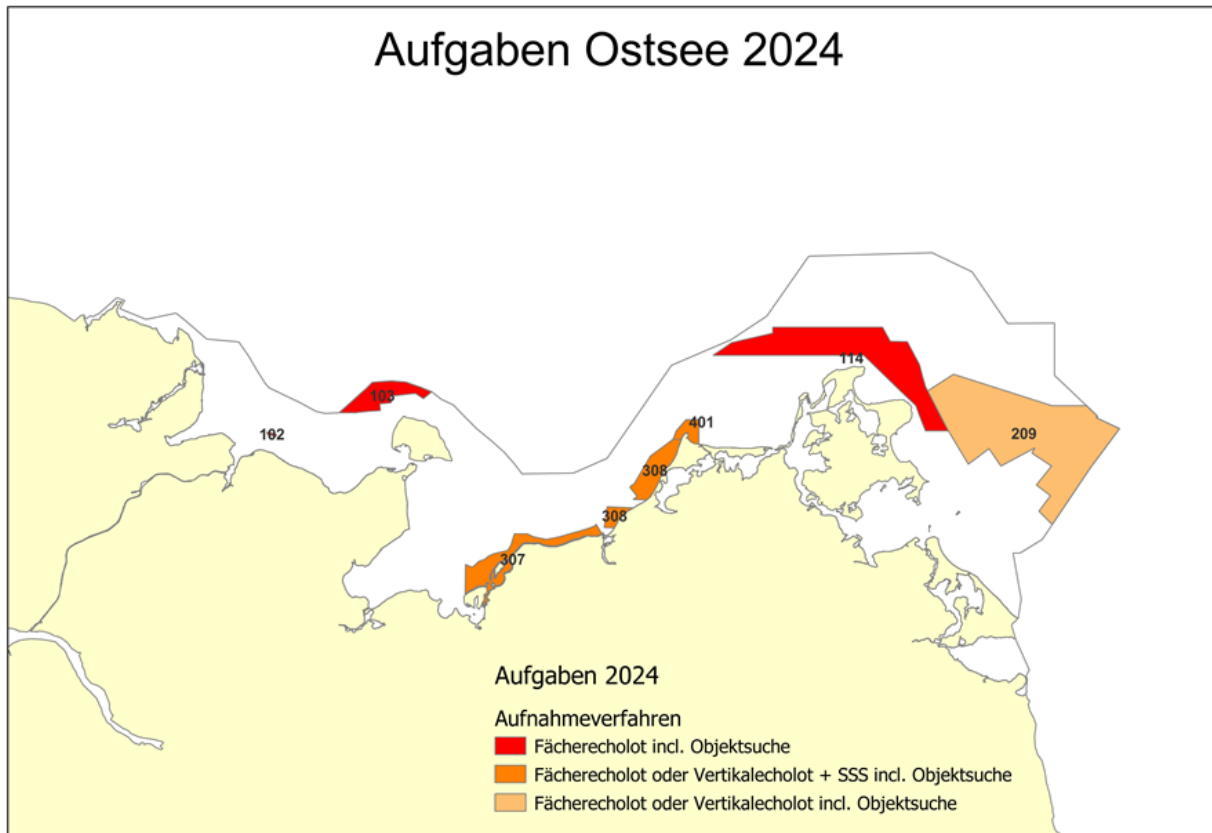 Aufgaben Ostsee 2024
114
103
401
102
209
308
308
307
Aufgaben 2024
Aufnahmeverfahren
Fächerecholot incl. Objektsuche
Fächerecholot oder Vertikalecholot + SSS incl. Objektsuche
Fächerecholot oder Vertikalecholot incl. Objektsuche